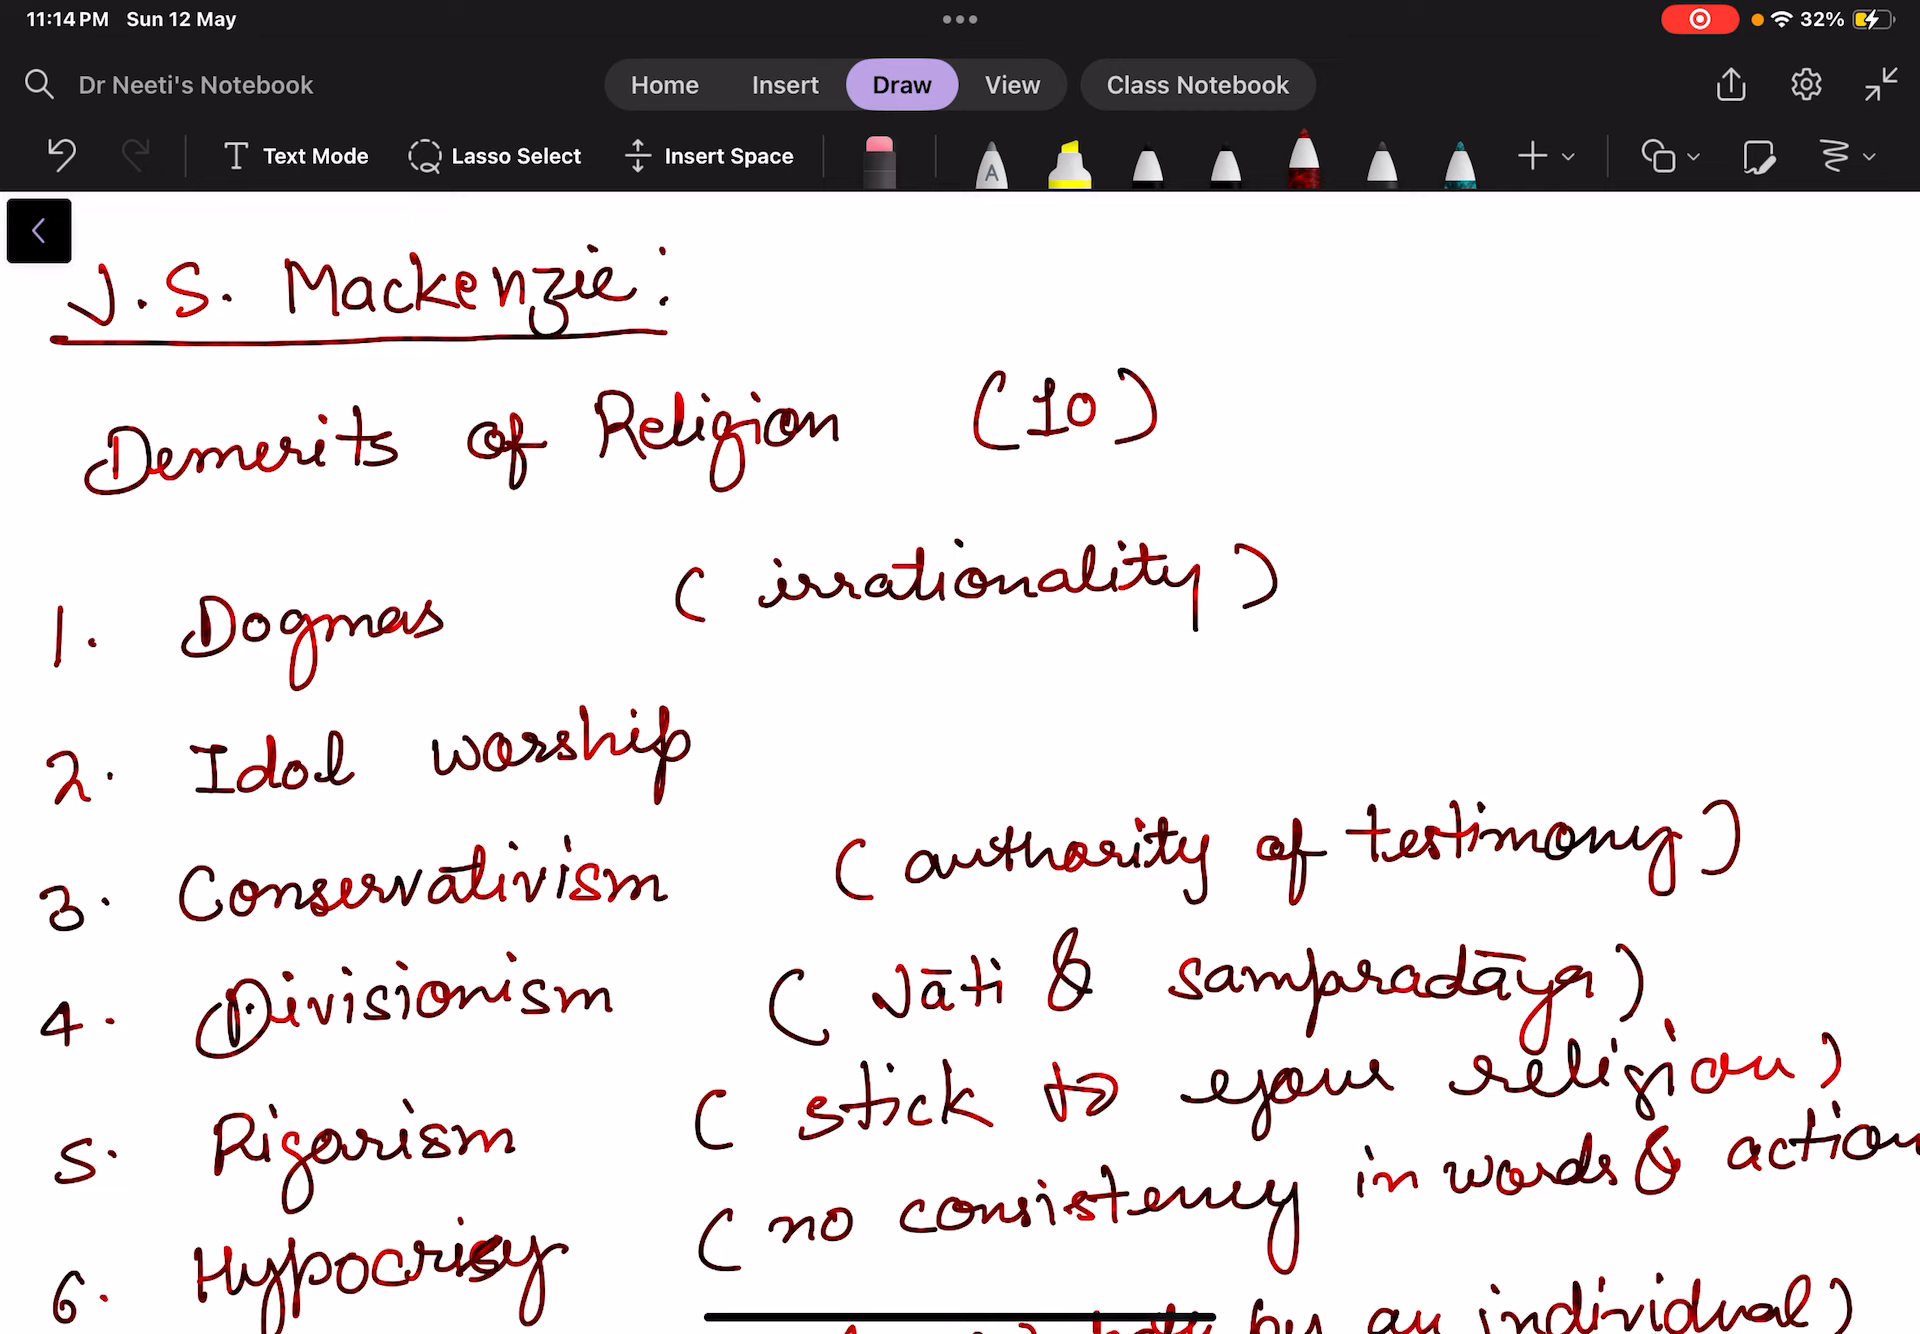 11:14 PM Sun 12 May
32%
Dr Neeti's Notebook
Home Insert Draw View Class Notebook
Text Mode Lasso Select Insert Space
A
J. S. Mackenzie:
Demerits of Religion (10)
1. Dogmas (irrationality)
2. Idol worship
3. Conservativism (authority of testimony)
4. Divisionism (Jāti & sampradāya)
5. Rigorism (stick to your religion)
6. Hypocrisy (no consistency in words & action
by an individual)